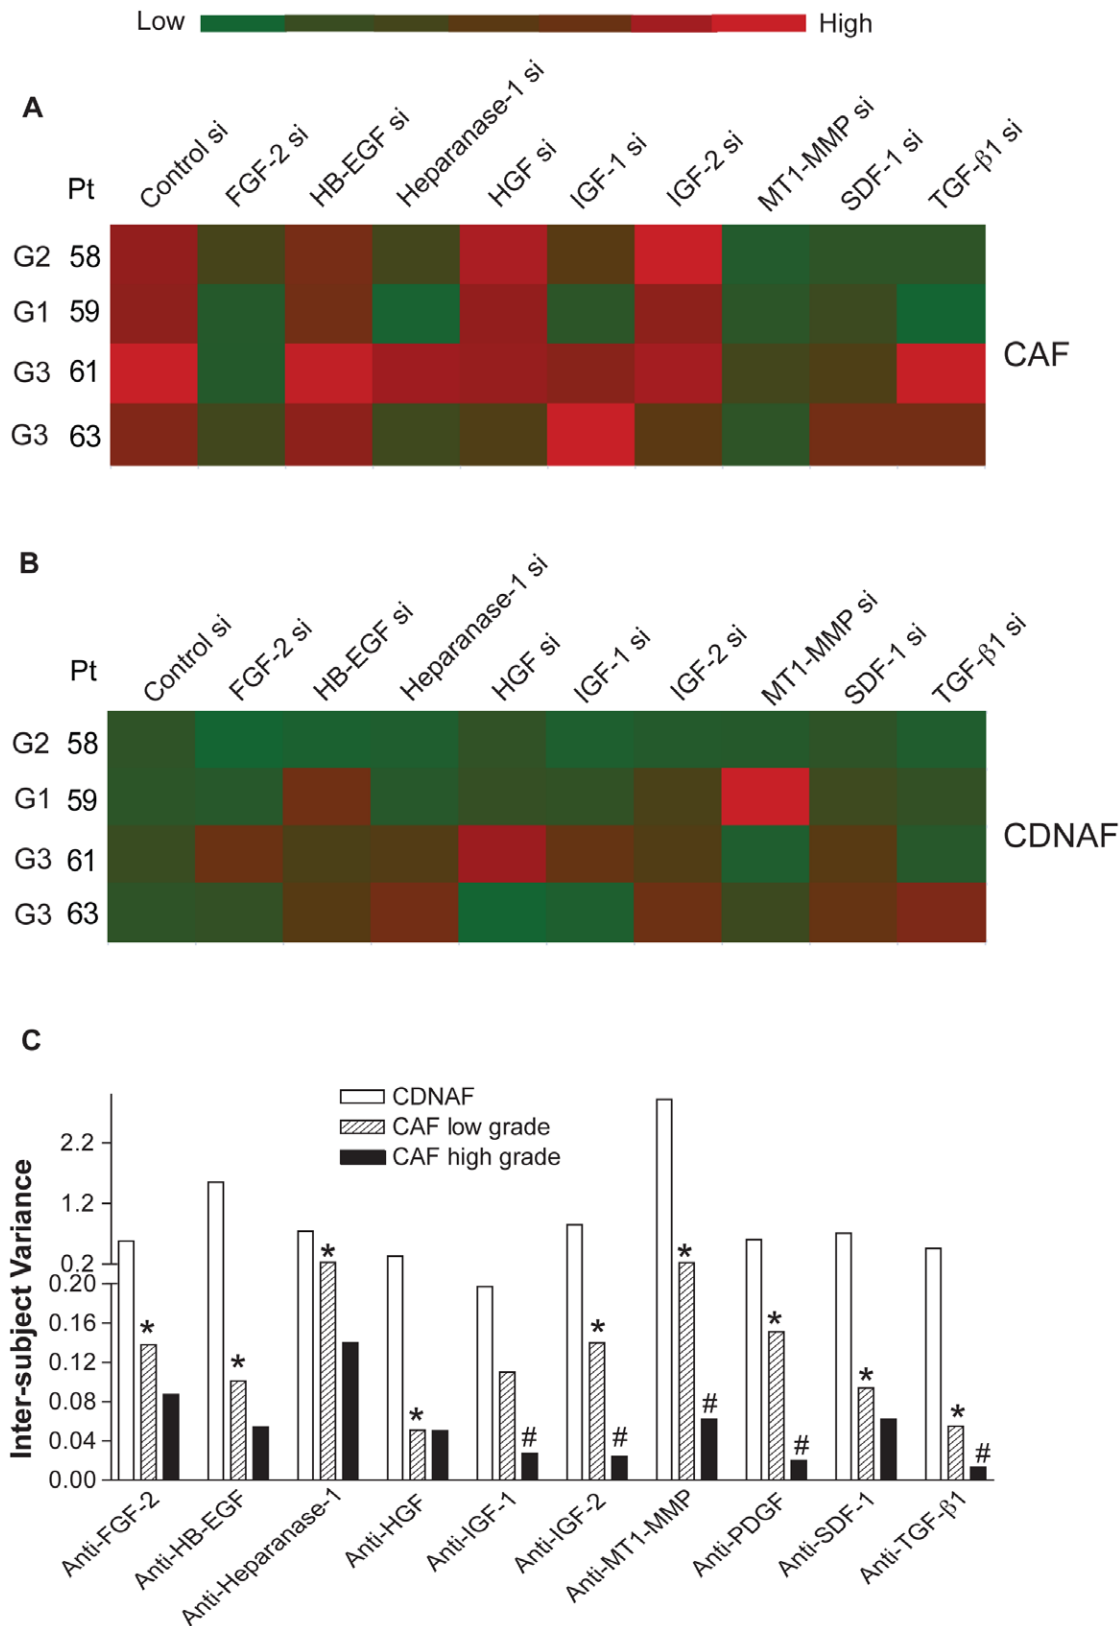 Low High
A
Pt Control si FGF-2 si HB-EGF si Heparanase-1 si HGF si IGF-1 si IGF-2 si MT1-MMP si SDF-1 si TGF-β1 si
G2 58
G1 59
G3 61
G3 63
CAF
B
Pt Control si FGF-2 si HB-EGF si Heparanase-1 si HGF si IGF-1 si IGF-2 si MT1-MMP si SDF-1 si TGF-β1 si
G2 58
G1 59
G3 61
G3 63
CDNAF
C
CDNAF
CAF low grade
CAF high grade
Inter-subject Variance
2.2
1.2
0.2
0.20
0.16
0.12
0.08
0.04
0.00
* * * * * * * * *
# # # # #
Anti-FGF-2 Anti-HB-EGF Anti-Heparanase-1 Anti-HGF Anti-IGF-1 Anti-IGF-2 Anti-MT1-MMP Anti-PDGF Anti-SDF-1 Anti-TGF-β1